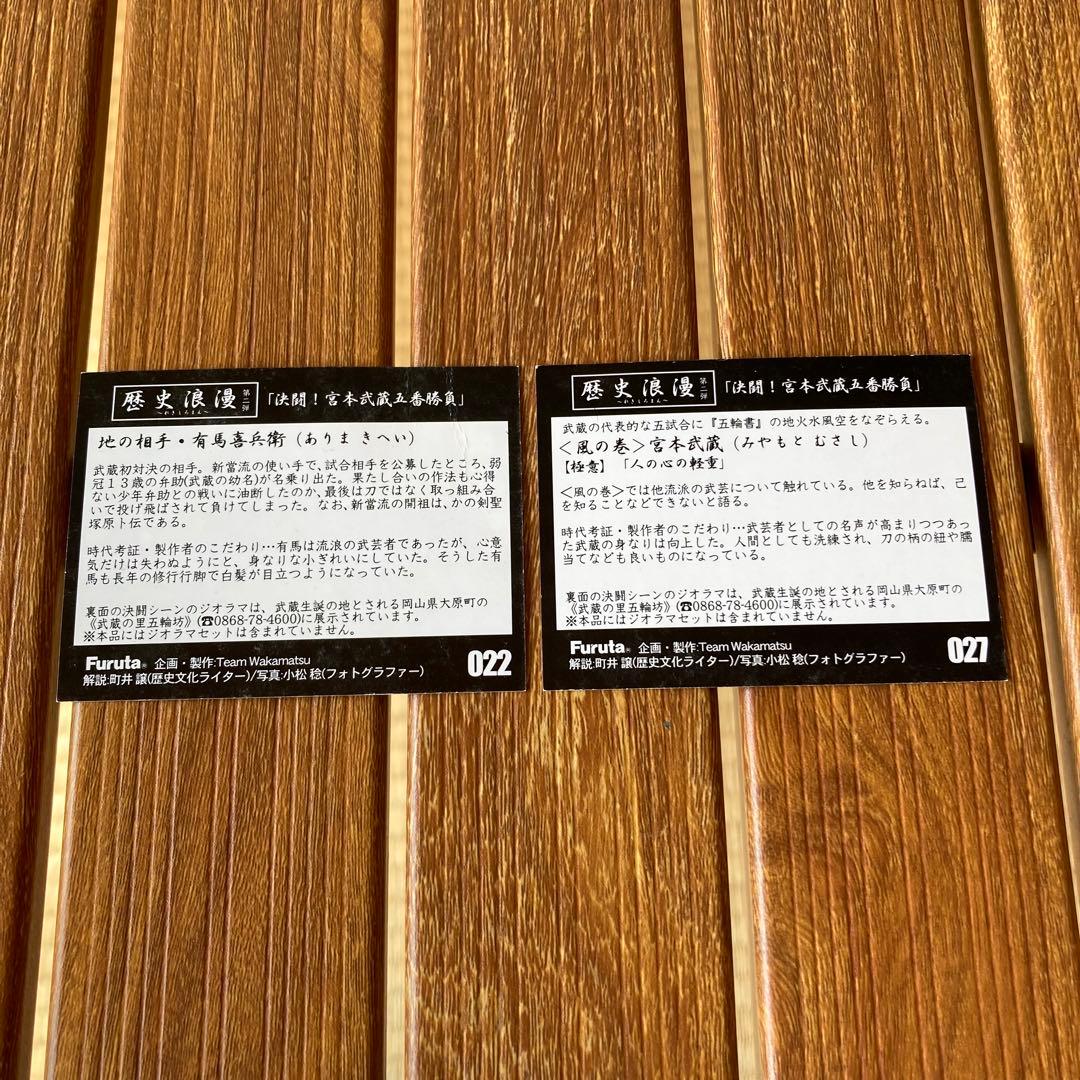 歴史浪漫 第二弾 「決闘！宮本武蔵五番勝負」
～れきしろまん～
地の相手・有馬喜兵衛（ありま きへい）
武蔵初対決の相手。新當流の使い手で、試合相手を公募したところ、弱
冠１３歳の弁助(武蔵の幼名)が名乗り出た。果たし合いの作法も心得
ない少年弁助との戦いに油断したのか、最後は刀ではなく取っ組み合
いで投げ飛ばされて負けてしまった。なお、新當流の開祖は、かの剣聖
塚原卜伝である。
時代考証・製作者のこだわり…有馬は流浪の武芸者であったが、心意
気だけは失わぬようにと、身なりな小ぎれいにしていた。そうした有
馬も長年の修行行脚で白髪が目立つようになっていた。
裏面の決闘シーンのジオラマは、武蔵生誕の地とされる岡山県大原町の
《武蔵の里五輪坊》(☎0868-78-4600)に展示されています。
※本品にはジオラマセットは含まれていません。
Furuta® 企画・製作:Team Wakamatsu
解説:町井 譲(歴史文化ライター)/写真:小松 稔(フォトグラファー)
022
歴史浪漫 第二弾 「決闘！宮本武蔵五番勝負」
～れきしろまん～
武蔵の代表的な五試合に『五輪書』の地火水風空をなぞらえる。
＜風の巻＞宮本武蔵（みやもと むさし）
【極意】 「人の心の軽重」
＜風の巻＞では他流派の武芸について触れている。他を知らねば、己
を知ることなどできないと語る。
時代考証・製作者のこだわり…武芸者としての名声が高まりつつあっ
た武蔵の身なりは向上した。人間としても洗練され、刀の柄の紐や臑
当てなども良いものになっている。
裏面の決闘シーンのジオラマは、武蔵生誕の地とされる岡山県大原町の
《武蔵の里五輪坊》(☎0868-78-4600)に展示されています。
※本品にはジオラマセットは含まれていません。
Furuta® 企画・製作:Team Wakamatsu
解説:町井 譲(歴史文化ライター)/写真:小松 稔(フォトグラファー)
027